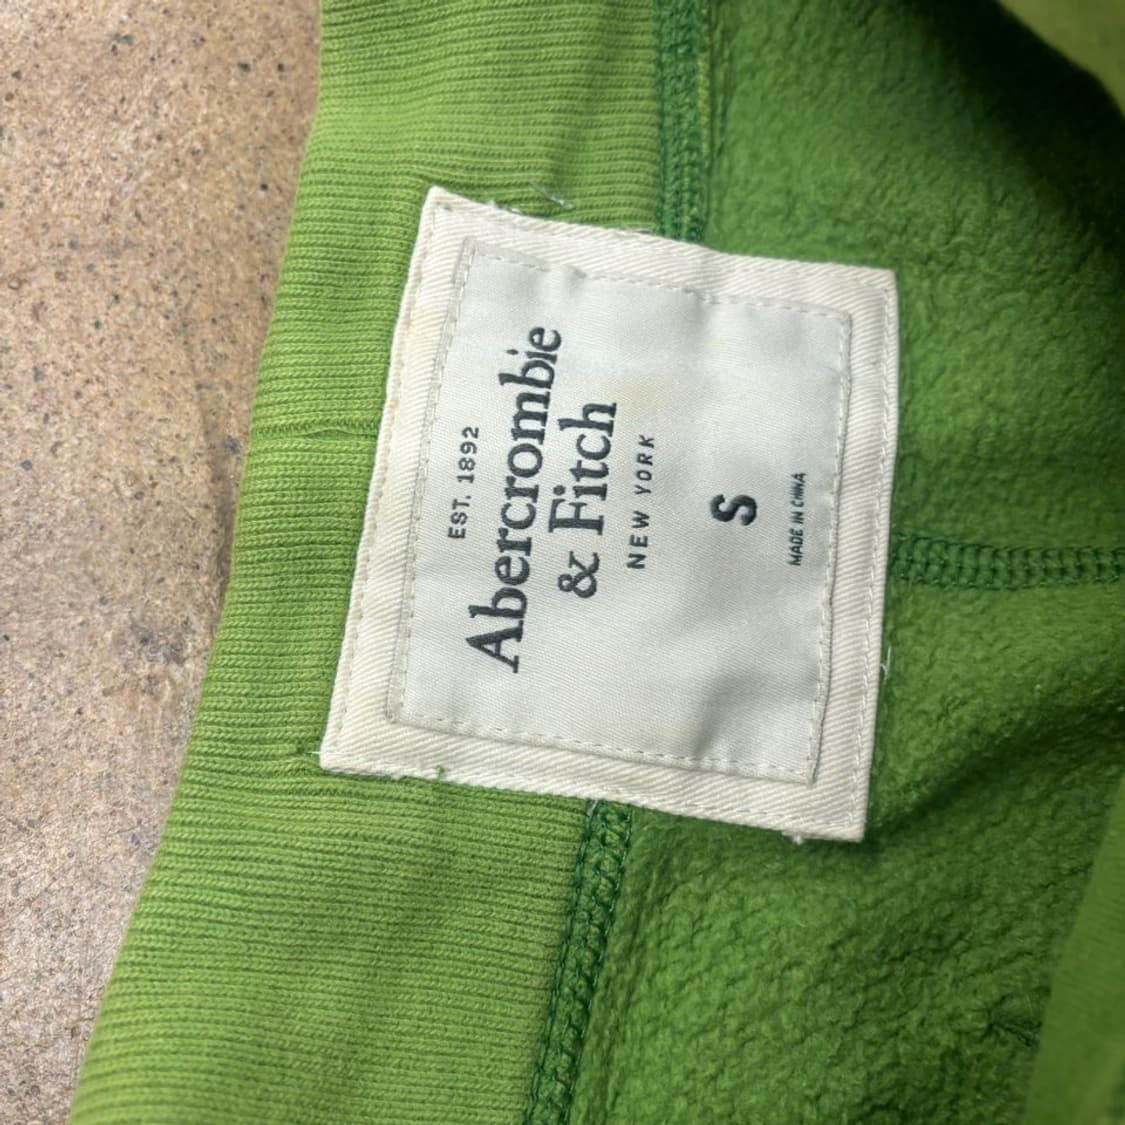 EST. 1892
Abercrombie
& Fitch
NEW YORK
S
MADE IN CHINA